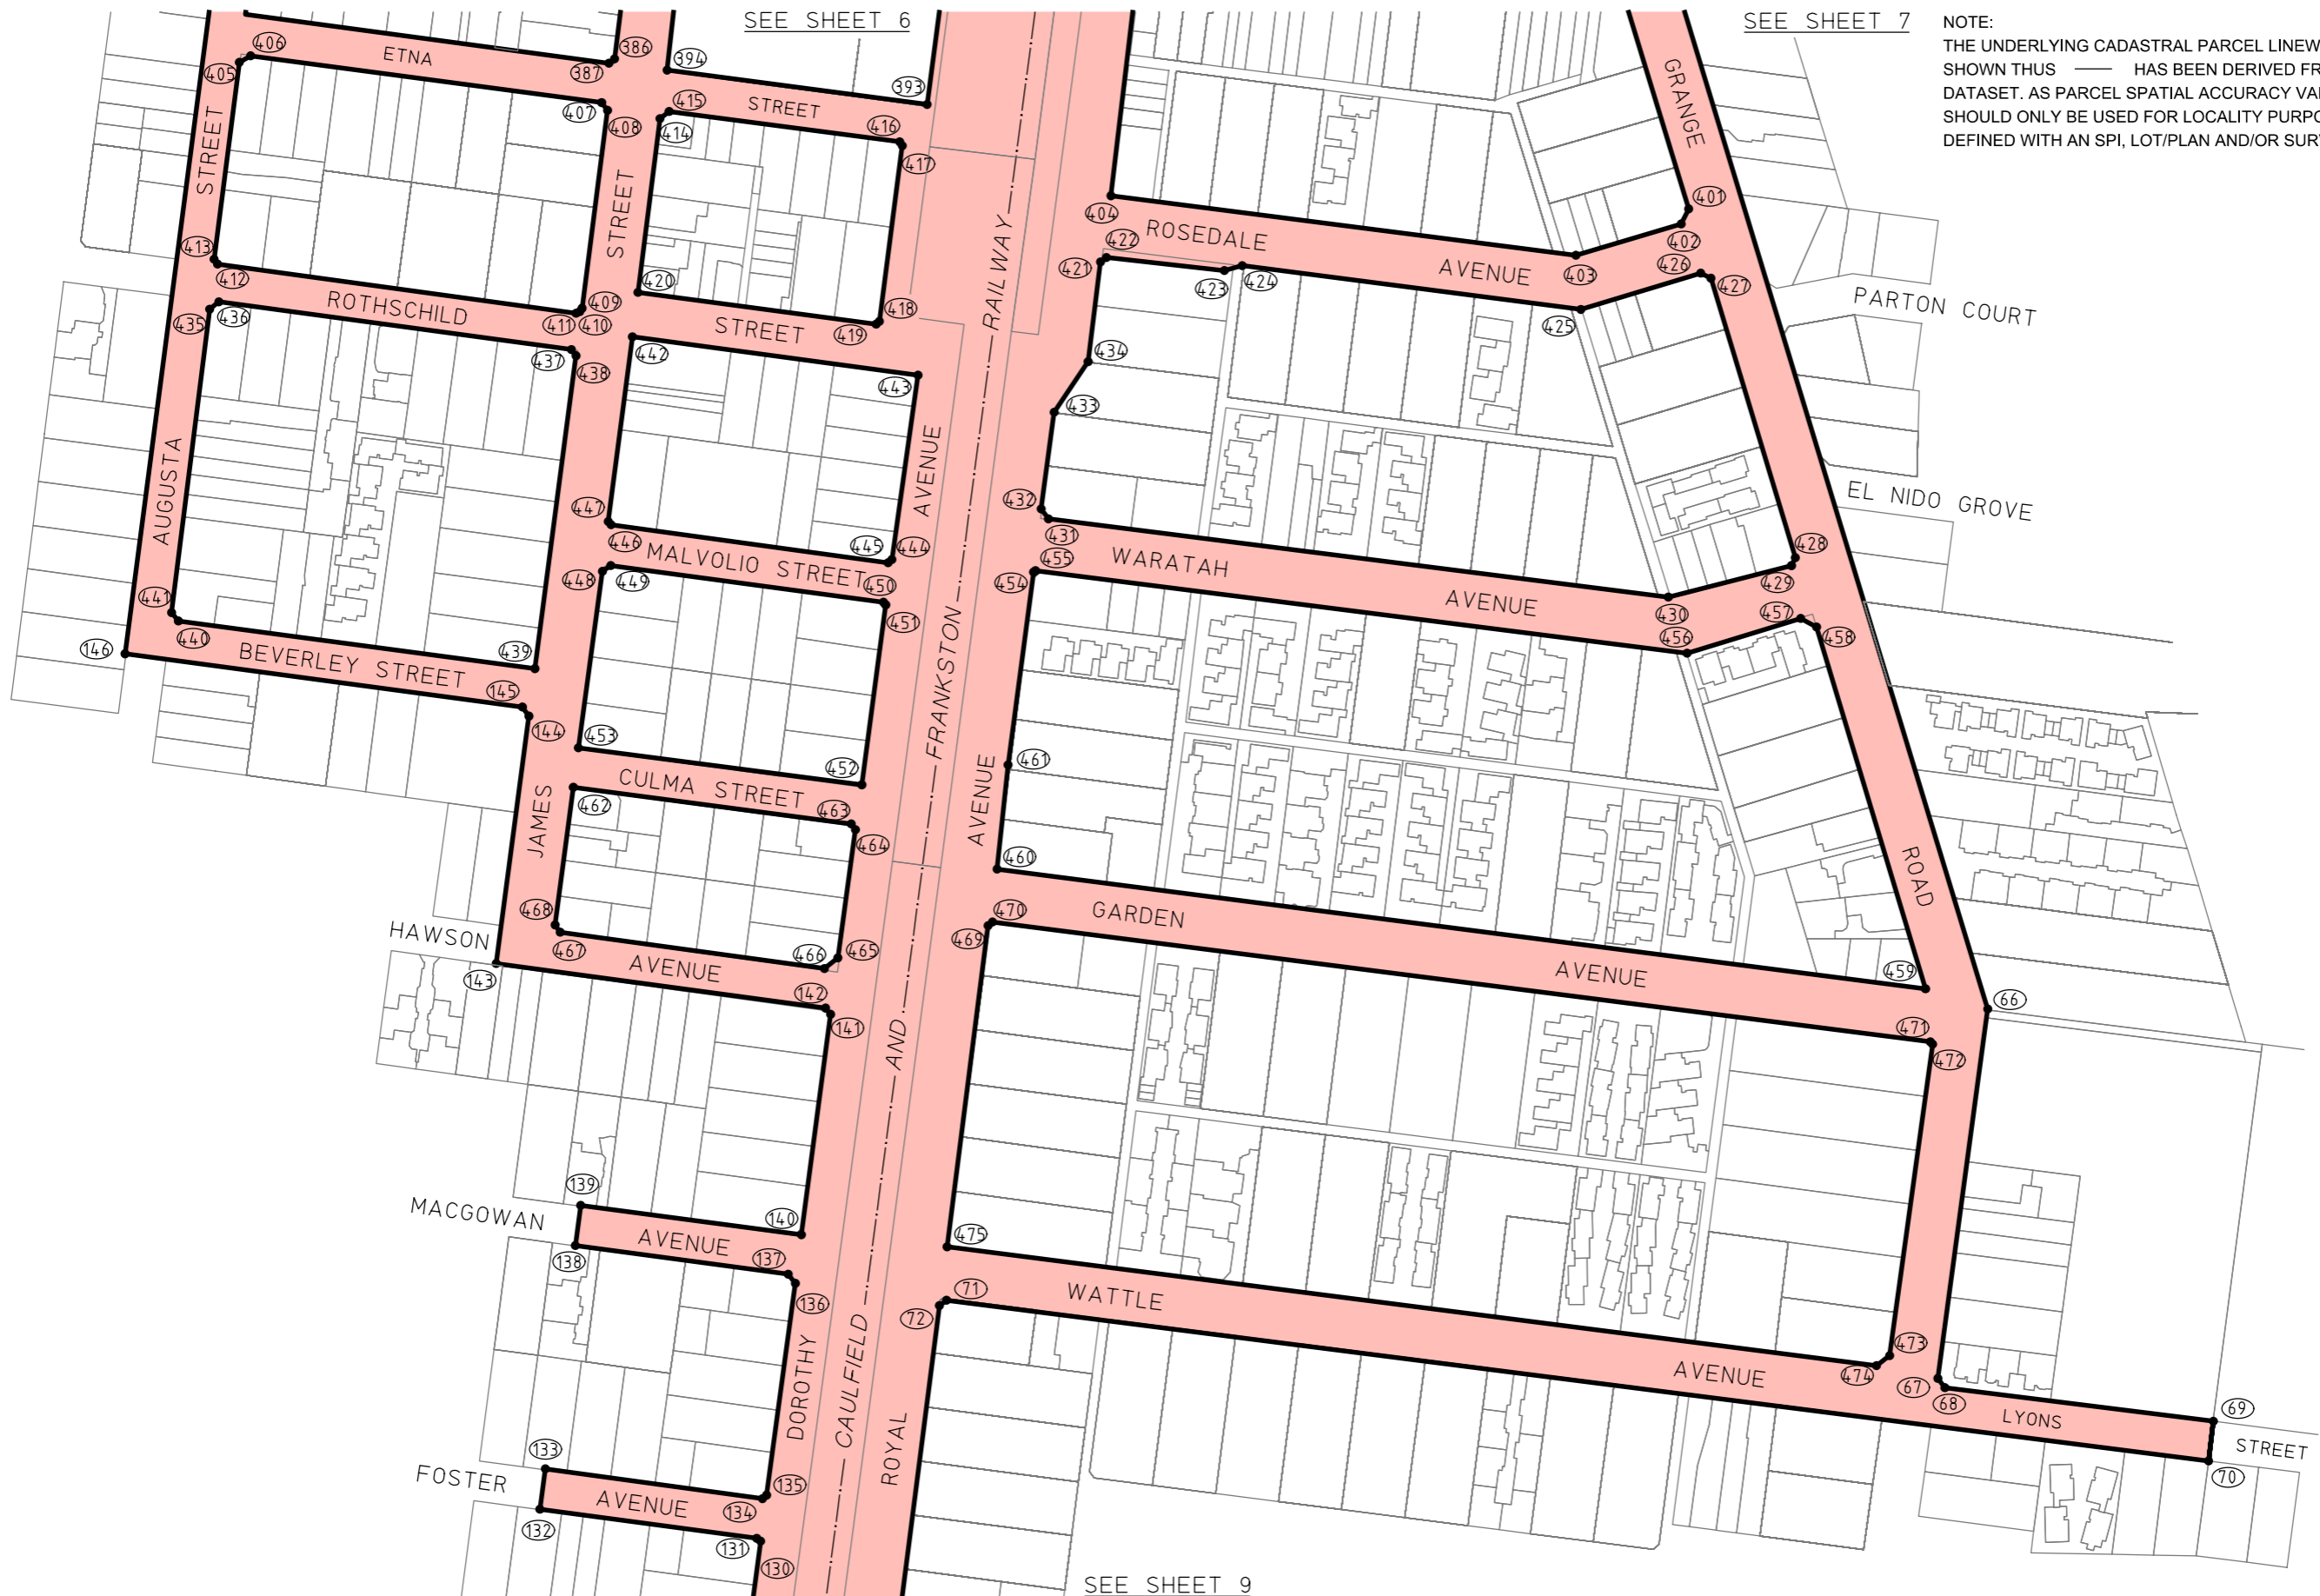 SEE SHEET 6
SEE SHEET 7
NOTE:
THE UNDERLYING CADASTRAL PARCEL LINEW
SHOWN THUS —— HAS BEEN DERIVED FR
DATASET. AS PARCEL SPATIAL ACCURACY VA
SHOULD ONLY BE USED FOR LOCALITY PURPO
DEFINED WITH AN SPI, LOT/PLAN AND/OR SUR
406
ETNA
386
387
394
393
405
407
408
415
STREET
414
416
417
GRANGE
STREET
STREET
404
401
402
403
ROSEDALE
AVENUE
422
421
423
424
426
427
425
413
412
ROTHSCHILD
409
411
410
420
STREET
418
419
RAILWAY
PARTON COURT
435
436
437
438
442
443
434
433
AUGUSTA
AVENUE
EL NIDO GROVE
447
446
MALVOLIO STREET
445
444
432
431
WARATAH
AVENUE
428
429
430
448
449
450
451
455
454
456
457
458
441
440
146
BEVERLEY STREET
439
145
144
FRANKSTON
453
452
CULMA STREET
461
AVENUE
JAMES
462
463
464
460
ROAD
468
467
HAWSON
AVENUE
466
465
143
142
141
470
469
GARDEN
AVENUE
459
66
471
472
AND
139
MACGOWAN
AVENUE
140
138
137
136
475
71
72
WATTLE
AVENUE
473
474
67
68
LYONS
69
STREET
70
DOROTHY
CAULFIELD
ROYAL
133
FOSTER
AVENUE
135
134
132
131
130
SEE SHEET 9